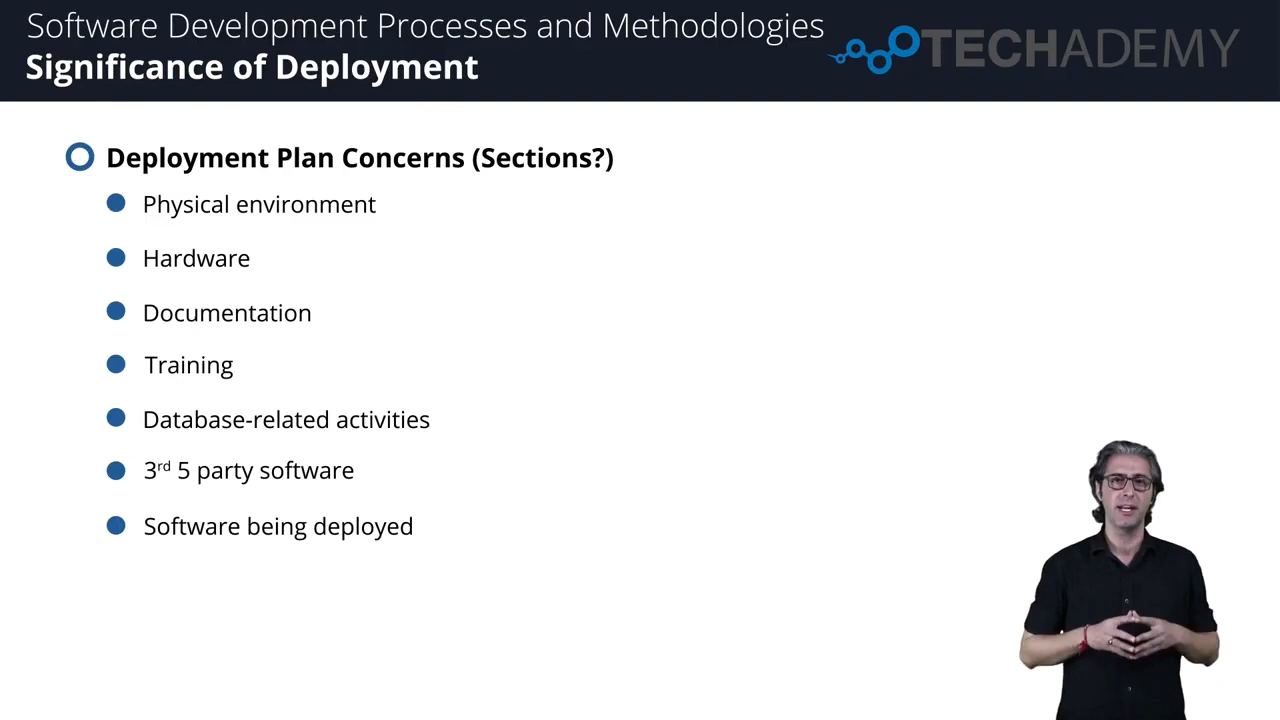 Software Development Processes and Methodologies
Significance of Deployment
TECHADEMY
Deployment Plan Concerns (Sections?)
Physical environment
Hardware
Documentation
Training
Database-related activities
3rd 5 party software
Software being deployed